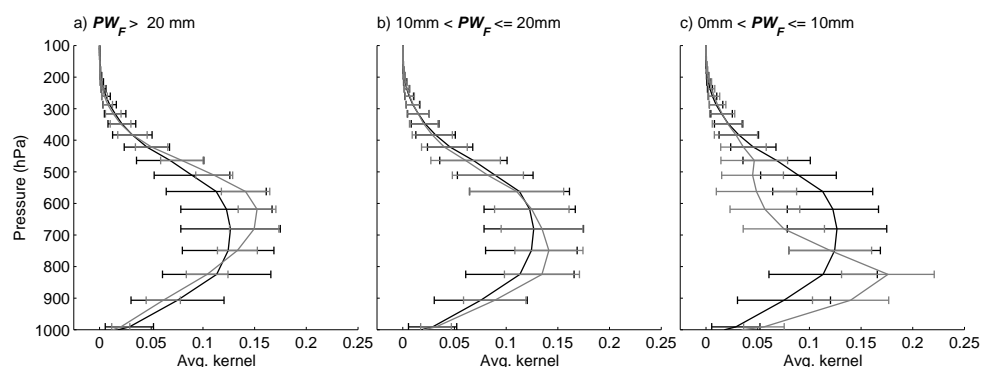 a) PW_F > 20 mm
b) 10mm < PW_F <= 20mm
c) 0mm < PW_F <= 10mm
Pressure (hPa)
100
200
300
400
500
600
700
800
900
1000
0 0.05 0.1 0.15 0.2 0.25
0 0.05 0.1 0.15 0.2 0.25
0 0.05 0.1 0.15 0.2 0.25
Avg. kernel
Avg. kernel
Avg. kernel